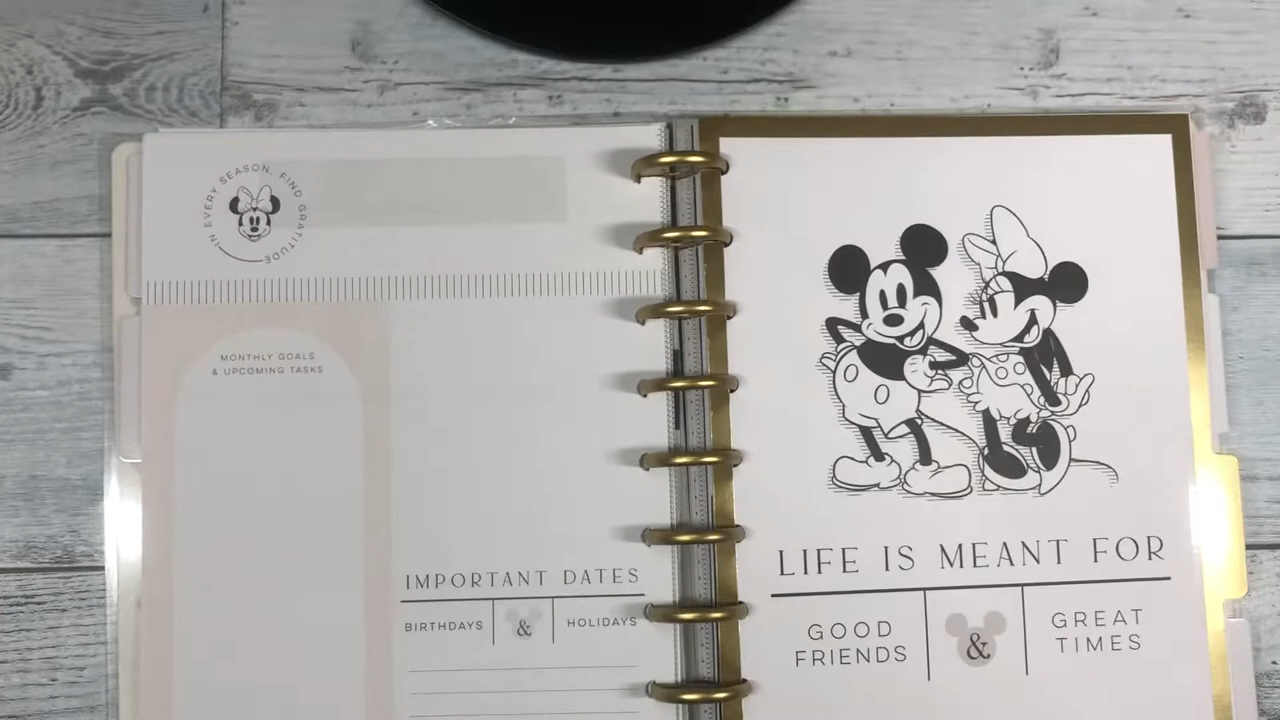 IN EVERY SEASON, FIND GRATITUDE
MONTHLY GOALS
& UPCOMING TASKS
IMPORTANT DATES
BIRTHDAYS & HOLIDAYS
LIFE IS MEANT FOR
GOOD
FRIENDS
&
GREAT
TIMES